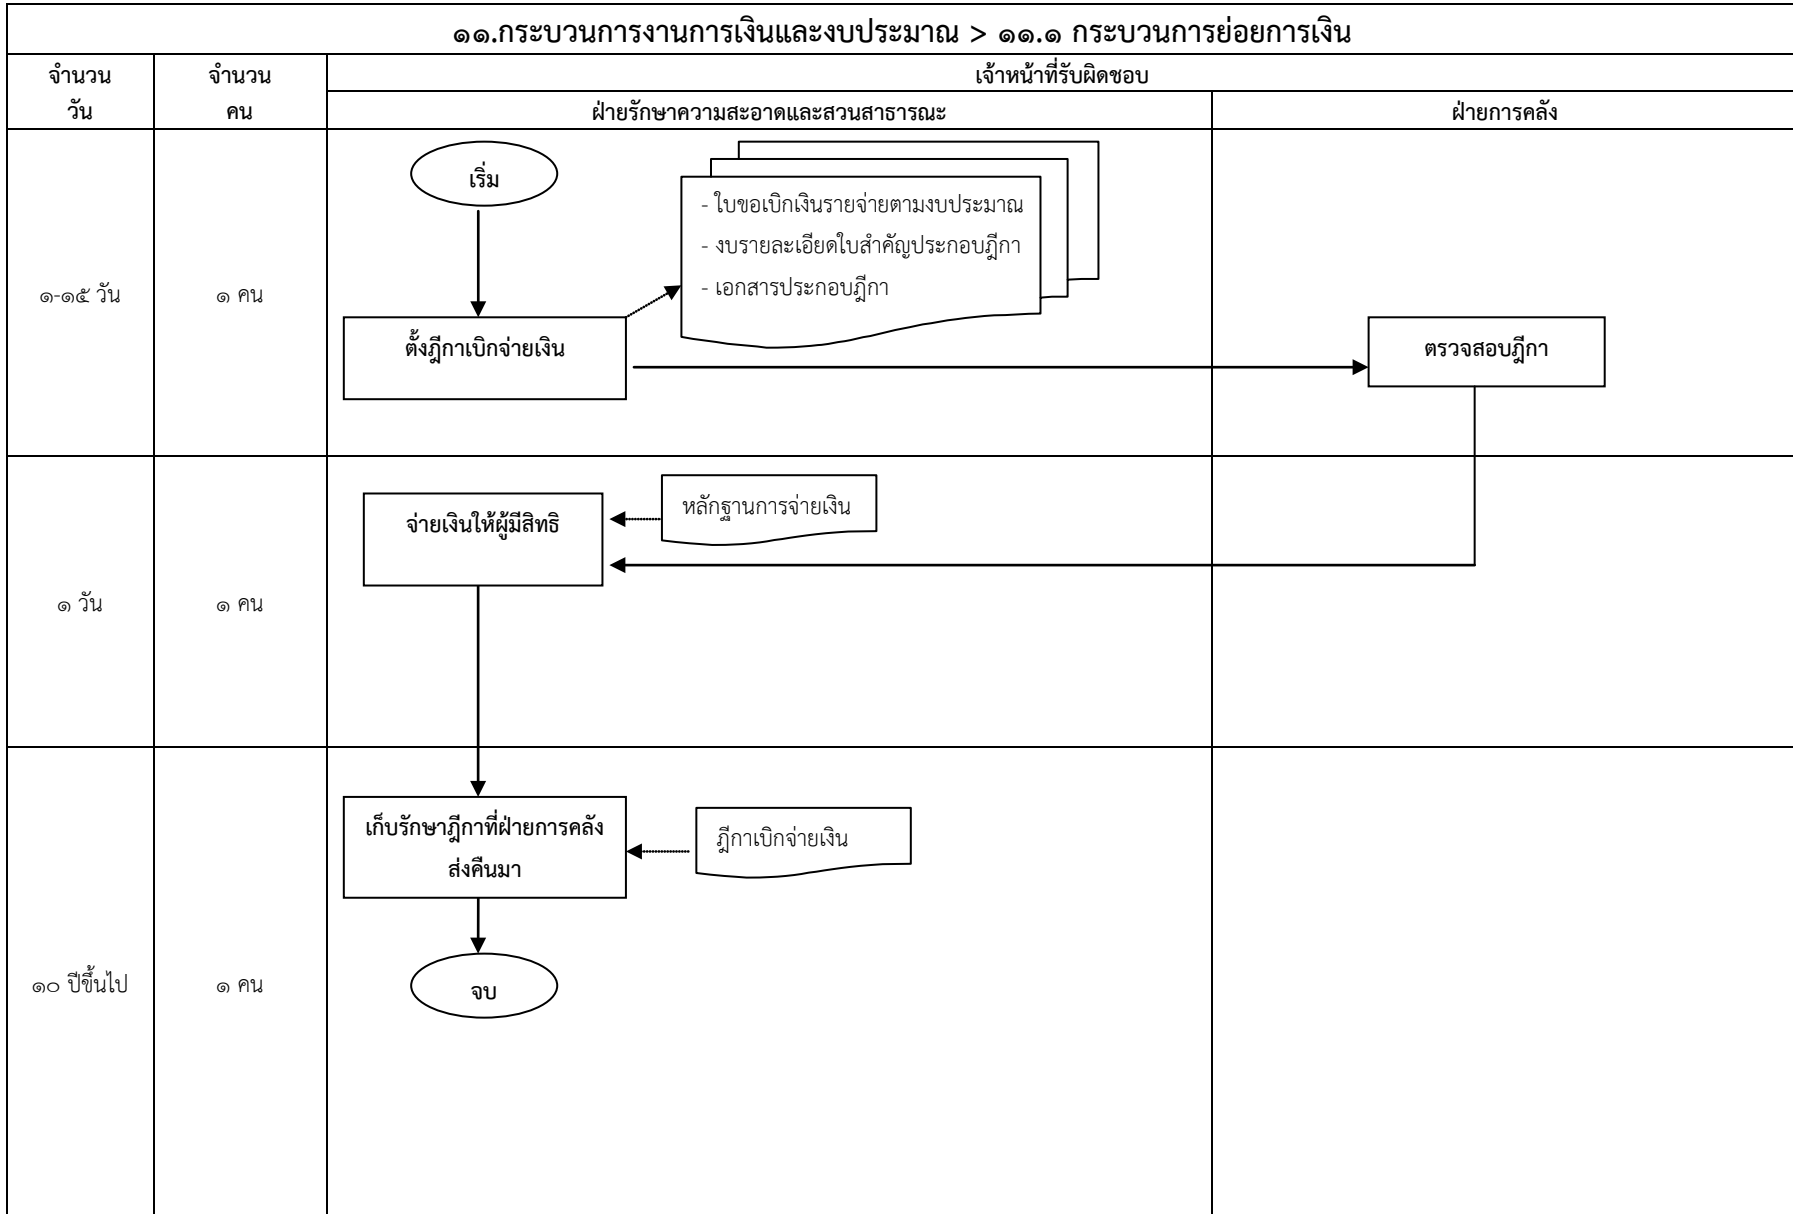 ๑๑.กระบวนการงานการเงินและงบประมาณ > ๑๑.๑ กระบวนการย่อยการเงิน
จำนวน
วัน
จำนวน
คน
เจ้าหน้าที่รับผิดชอบ
ฝ่ายรักษาความสะอาดและสวนสาธารณะ
ฝ่ายการคลัง
๑-๑๕ วัน
๑ คน
เริ่ม
- ใบขอเบิกเงินรายจ่ายตามงบประมาณ
- งบรายละเอียดใบสำคัญประกอบฎีกา
- เอกสารประกอบฎีกา
ตั้งฎีกาเบิกจ่ายเงิน
ตรวจสอบฎีกา
๑ วัน
๑ คน
จ่ายเงินให้ผู้มีสิทธิ
หลักฐานการจ่ายเงิน
๑๐ ปีขึ้นไป
๑ คน
เก็บรักษาฎีกาที่ฝ่ายการคลัง
ส่งคืนมา
ฎีกาเบิกจ่ายเงิน
จบ